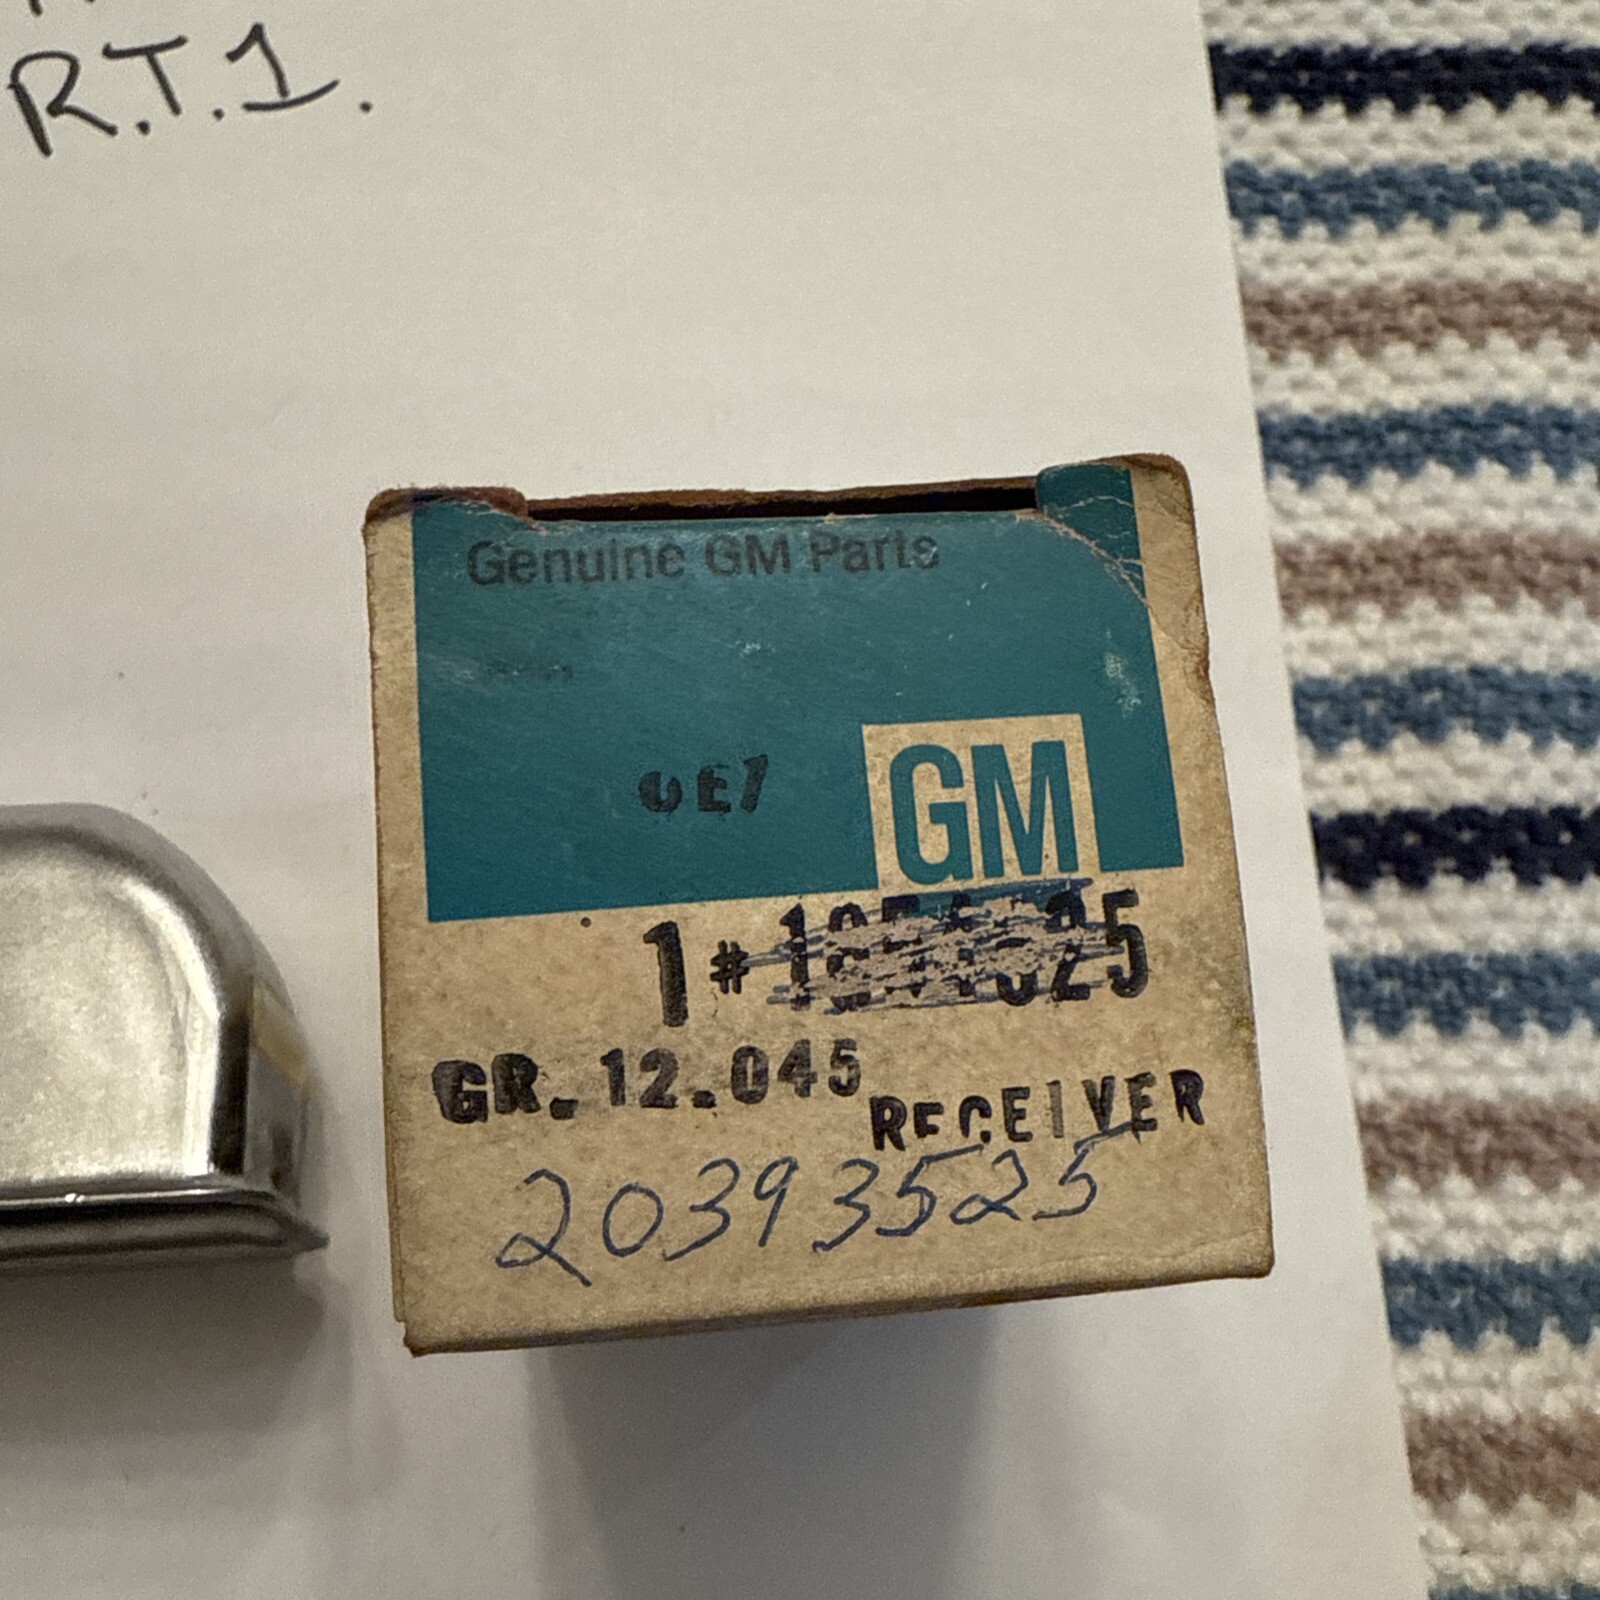 R.T.1.
Genuine GM Parts
GM
1 #
GR. 12.045
RECEIVER
20393525